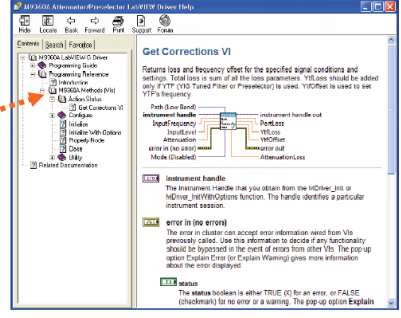 M9360A Attenuator/Preselector LabVIEW Driver Help
Hide Locate Back Forward Print Support Forum
Contents Search Favorites
M9360A LabVIEW G Driver
Programming Guide
Programming Reference
Introduction
M9360A Methods (VIs)
Action Status
Get Corrections VI
Configure
Initialize
Initialize With Options
Property Node
Close
Utility
Related Documentation
Get Corrections VI
Returns loss and frequency offset for the specified signal conditions and
settings. Total loss is sum of all the loss parameters. YtfLoss should be added
only if YTF (YIG Tuned Filter or Preselector) is used. YtfOffset is used to set
YTF's frequency.
Path (Low Band)
instrument handle instrument handle out
InputFrequency PortLoss
InputLevel YtfLoss
Attenuation YtfOffset
error in (no error) error out
Mode (Disabled) AttenuationLoss
instrument handle
The Instrument Handle that you obtain from the MDriver_Init or
MDriver_InitWithOptions function. The handle identifies a particular
instrument session.
error in (no errors)
The error in cluster can accept error information wired from VIs
previously called. Use this information to decide if any functionality
should be bypassed in the event of errors from other VIs. The pop-up
option Explain Error (or Explain Warning) gives more information
about the error displayed.
status
The status boolean is either TRUE (X) for an error, or FALSE
(checkmark) for no error or a warning. The pop-up option Explain